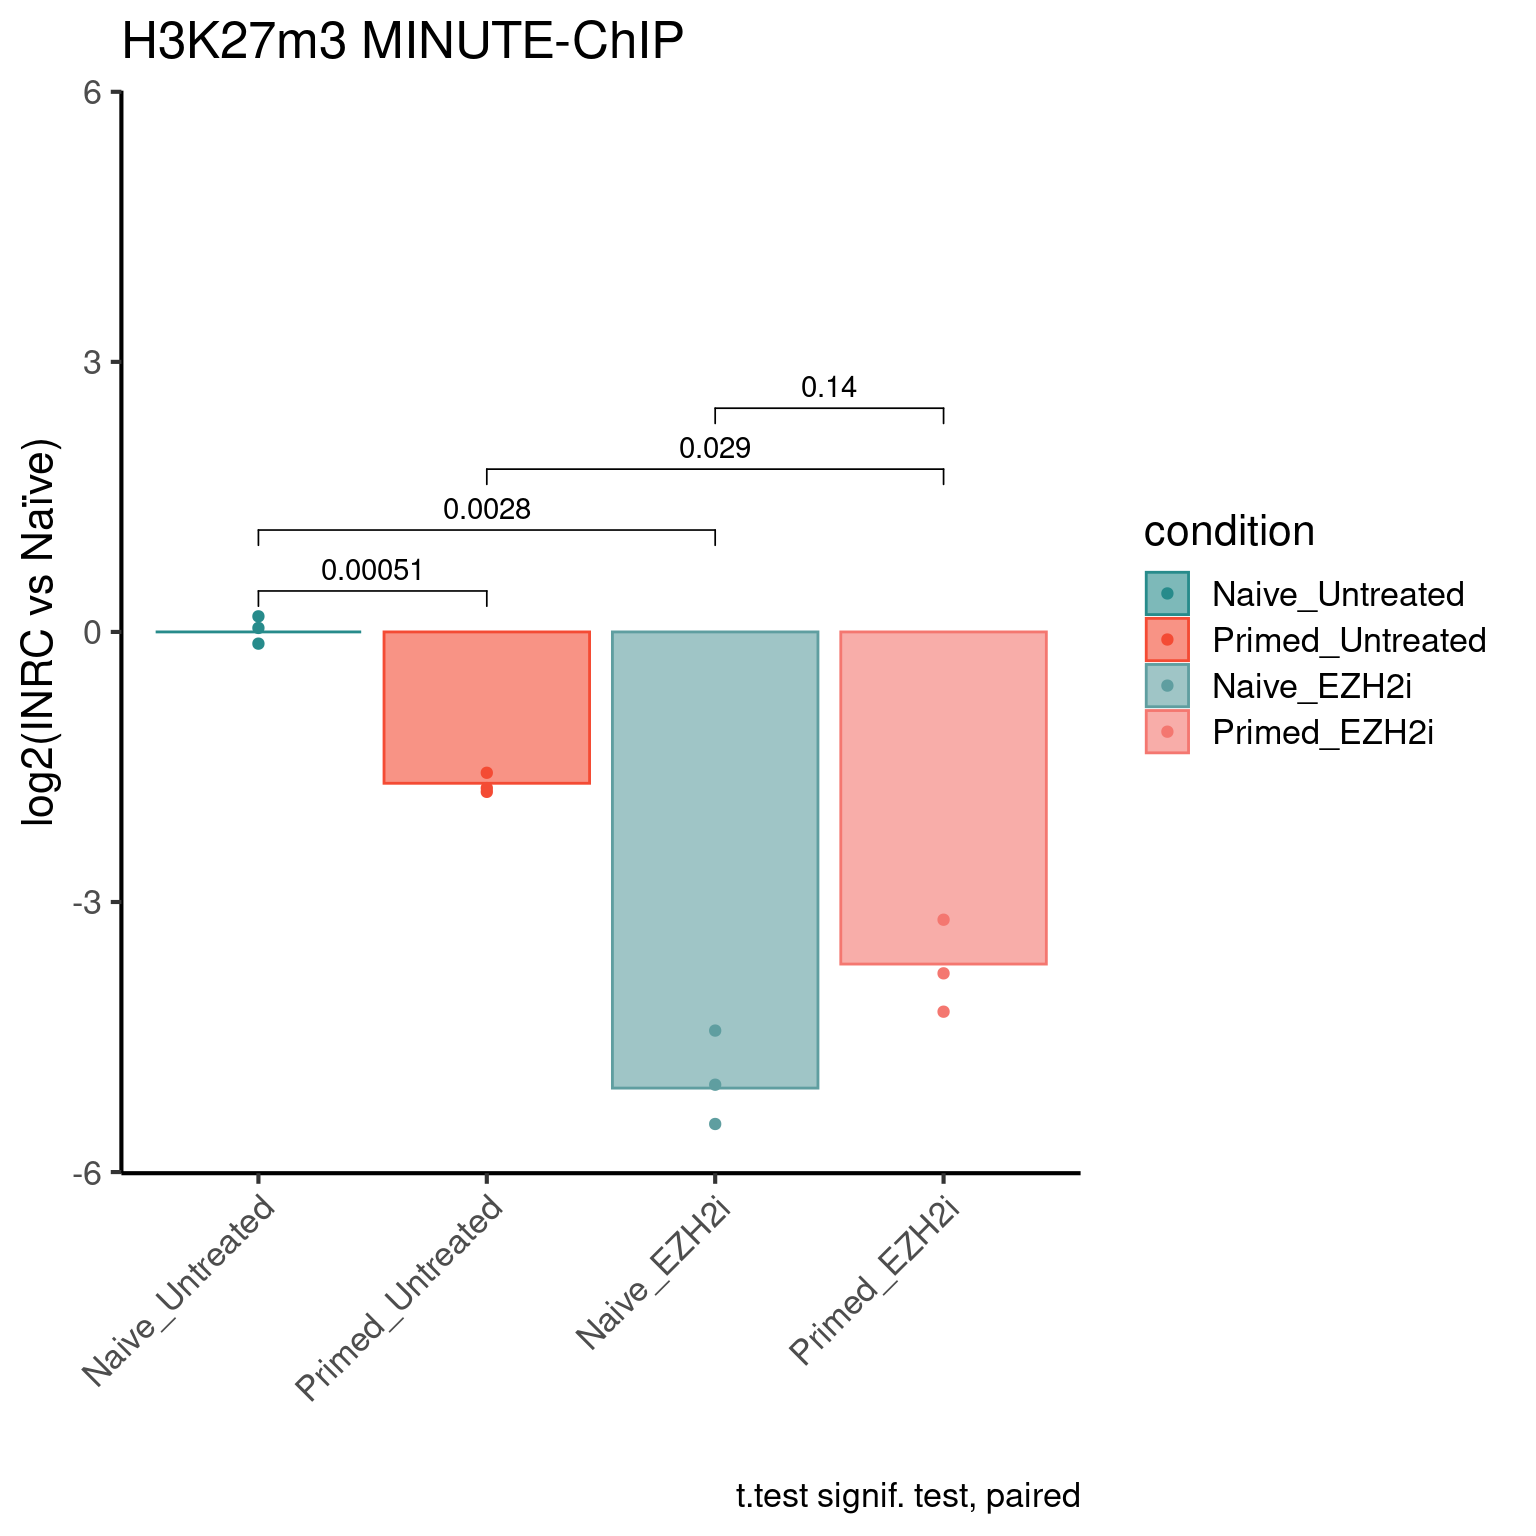 H3K27m3 MINUTE-ChIP
log2(INRC vs Naïve)
6
3
0
-3
-6
0.14
0.029
0.0028
0.00051
condition
Naive_Untreated
Primed_Untreated
Naive_EZH2i
Primed_EZH2i
Naive_Untreated
Primed_Untreated
Naive_EZH2i
Primed_EZH2i
t.test signif. test, paired